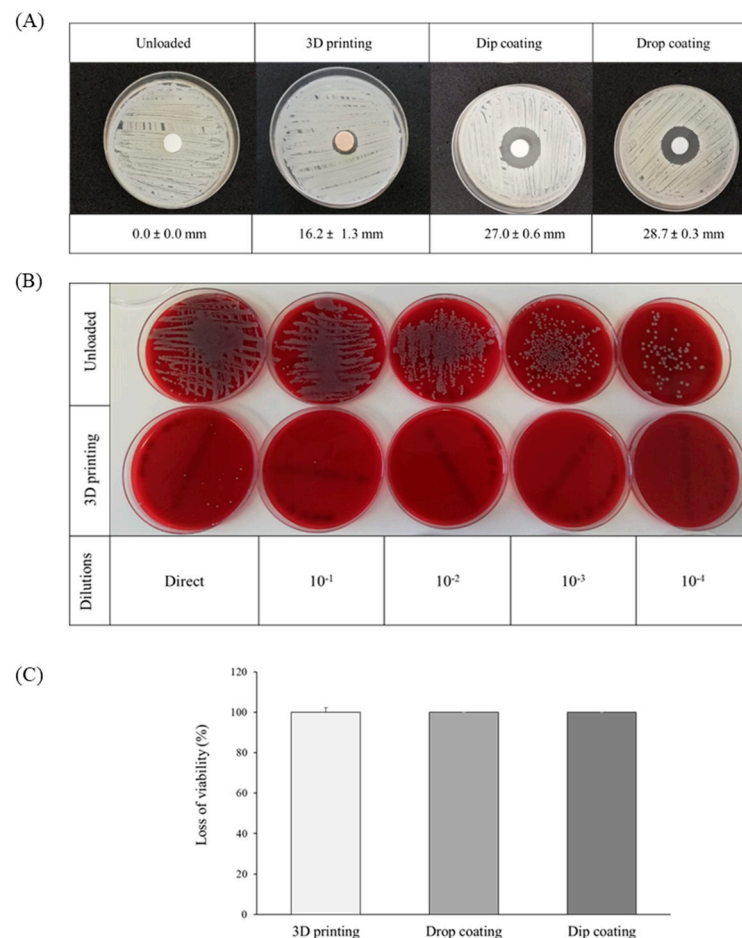 (A)
Unloaded 3D printing Dip coating Drop coating
0.0 ± 0.0 mm 16.2 ± 1.3 mm 27.0 ± 0.6 mm 28.7 ± 0.3 mm
(B)
Unloaded
3D printing
Dilutions Direct 10⁻¹ 10⁻² 10⁻³ 10⁻⁴
(C)
Loss of viability (%)
120
100
80
60
40
20
0
3D printing Drop coating Dip coating